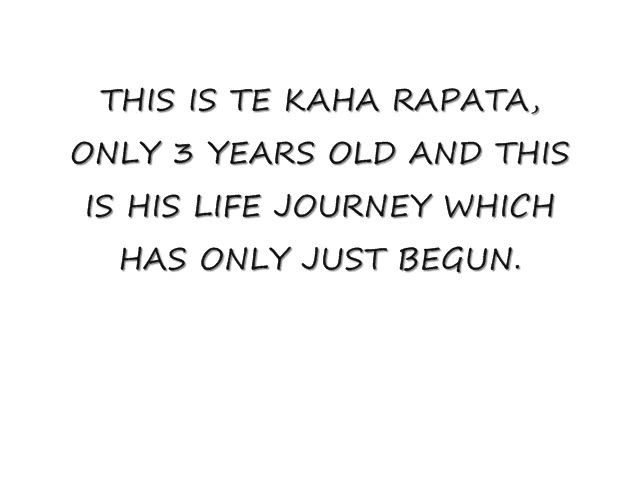 THIS IS TE KAHA RAPATA,
ONLY 3 YEARS OLD AND THIS
IS HIS LIFE JOURNEY WHICH
HAS ONLY JUST BEGUN.